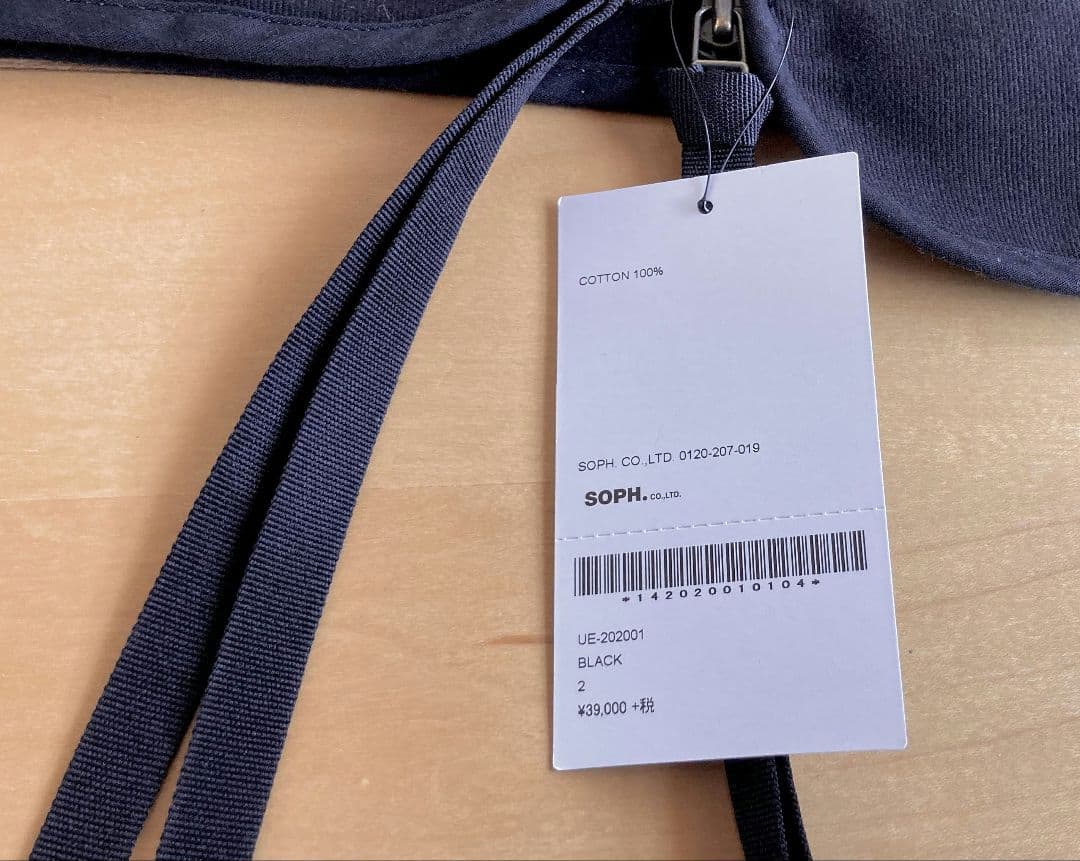 COTTON 100%
SOPH. CO.,LTD. 0120-207-019
SOPH. CO.,LTD.
*142020010104*
UE-202001
BLACK
2
¥39,000 +税